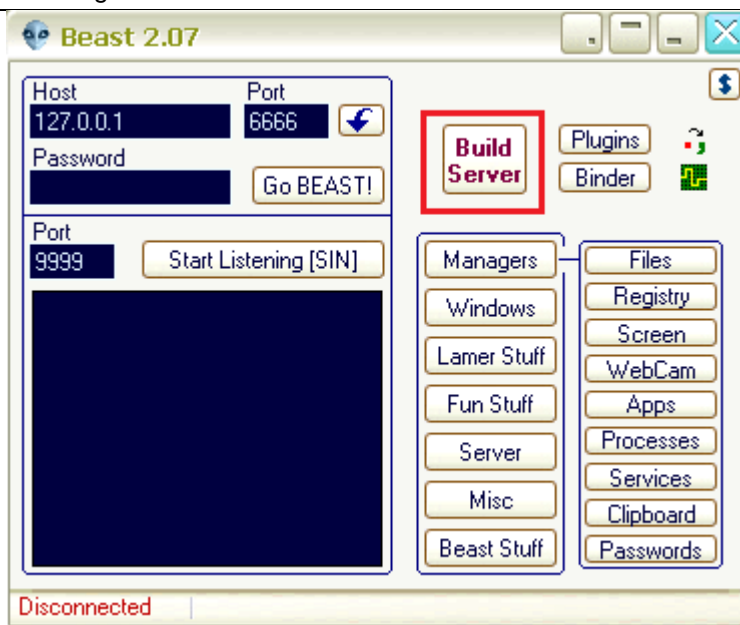 Beast 2.07
Host Port
127.0.0.1 6666
Password
Go BEAST!
Port
9999 Start Listening [SIN]
Build
Server
Plugins
Binder
$
Managers
Windows
Lamer Stuff
Fun Stuff
Server
Misc
Beast Stuff
Files
Registry
Screen
WebCam
Apps
Processes
Services
Clipboard
Passwords
Disconnected